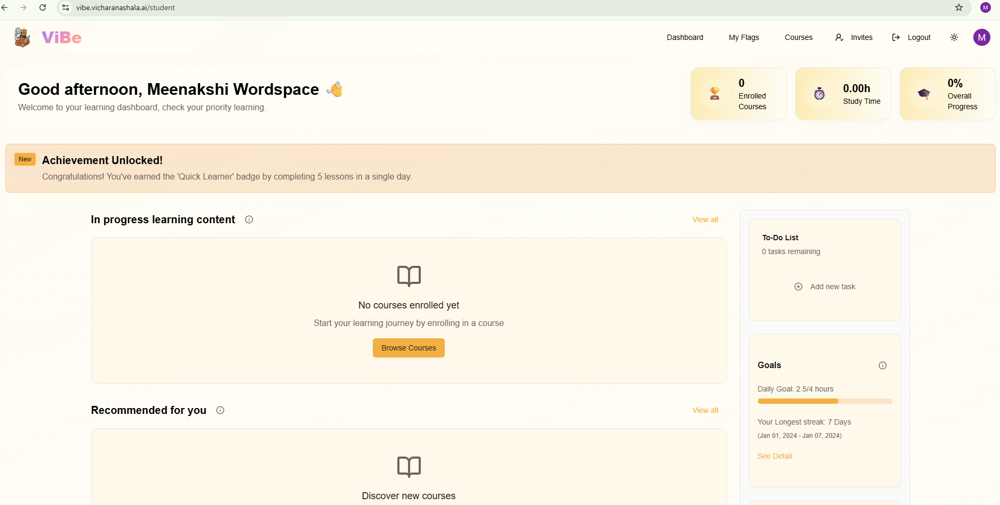 vibe.vicharanashala.ai/student
M
ViBe
Dashboard
My Flags
Courses
Invites
Logout
M
Good afternoon, Meenakshi Wordspace 👋
Welcome to your learning dashboard, check your priority learning.
0
Enrolled
Courses
0.00h
Study Time
0%
Overall
Progress
New
Achievement Unlocked!
Congratulations! You've earned the 'Quick Learner' badge by completing 5 lessons in a single day.
In progress learning content
View all
No courses enrolled yet
Start your learning journey by enrolling in a course
Browse Courses
Recommended for you
View all
Discover new courses
To-Do List
0 tasks remaining
Add new task
Goals
Daily Goal: 2.5/4 hours
Your Longest streak: 7 Days
(Jan 01, 2024 - Jan 07, 2024)
See Detail